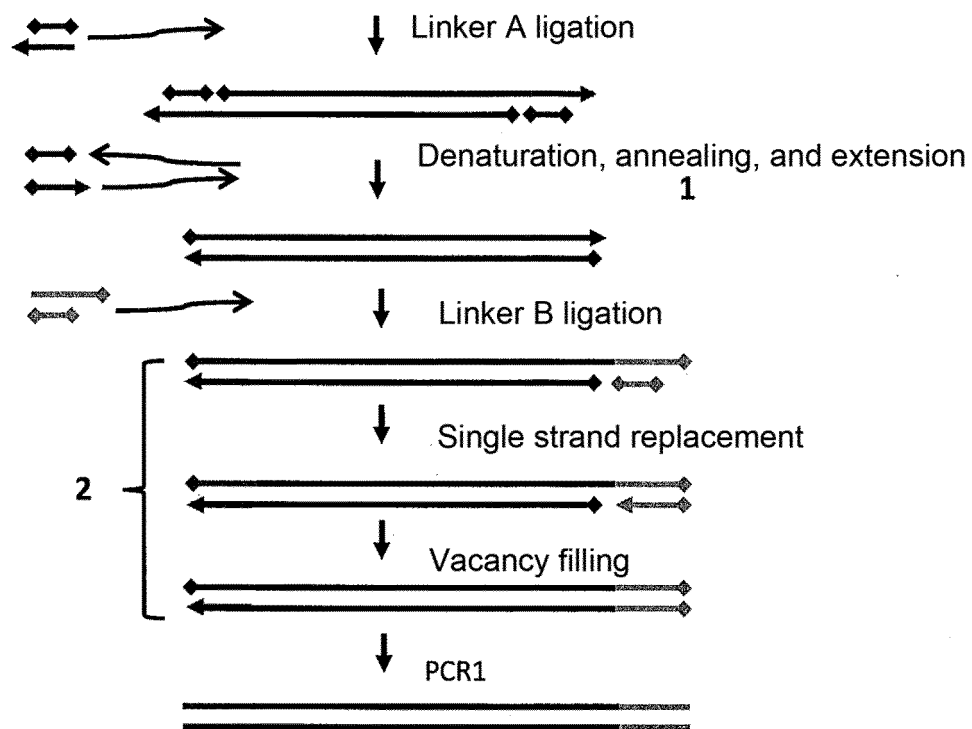 Linker A ligation
Denaturation, annealing, and extension
1
Linker B ligation
Single strand replacement
2
Vacancy filling
PCR1